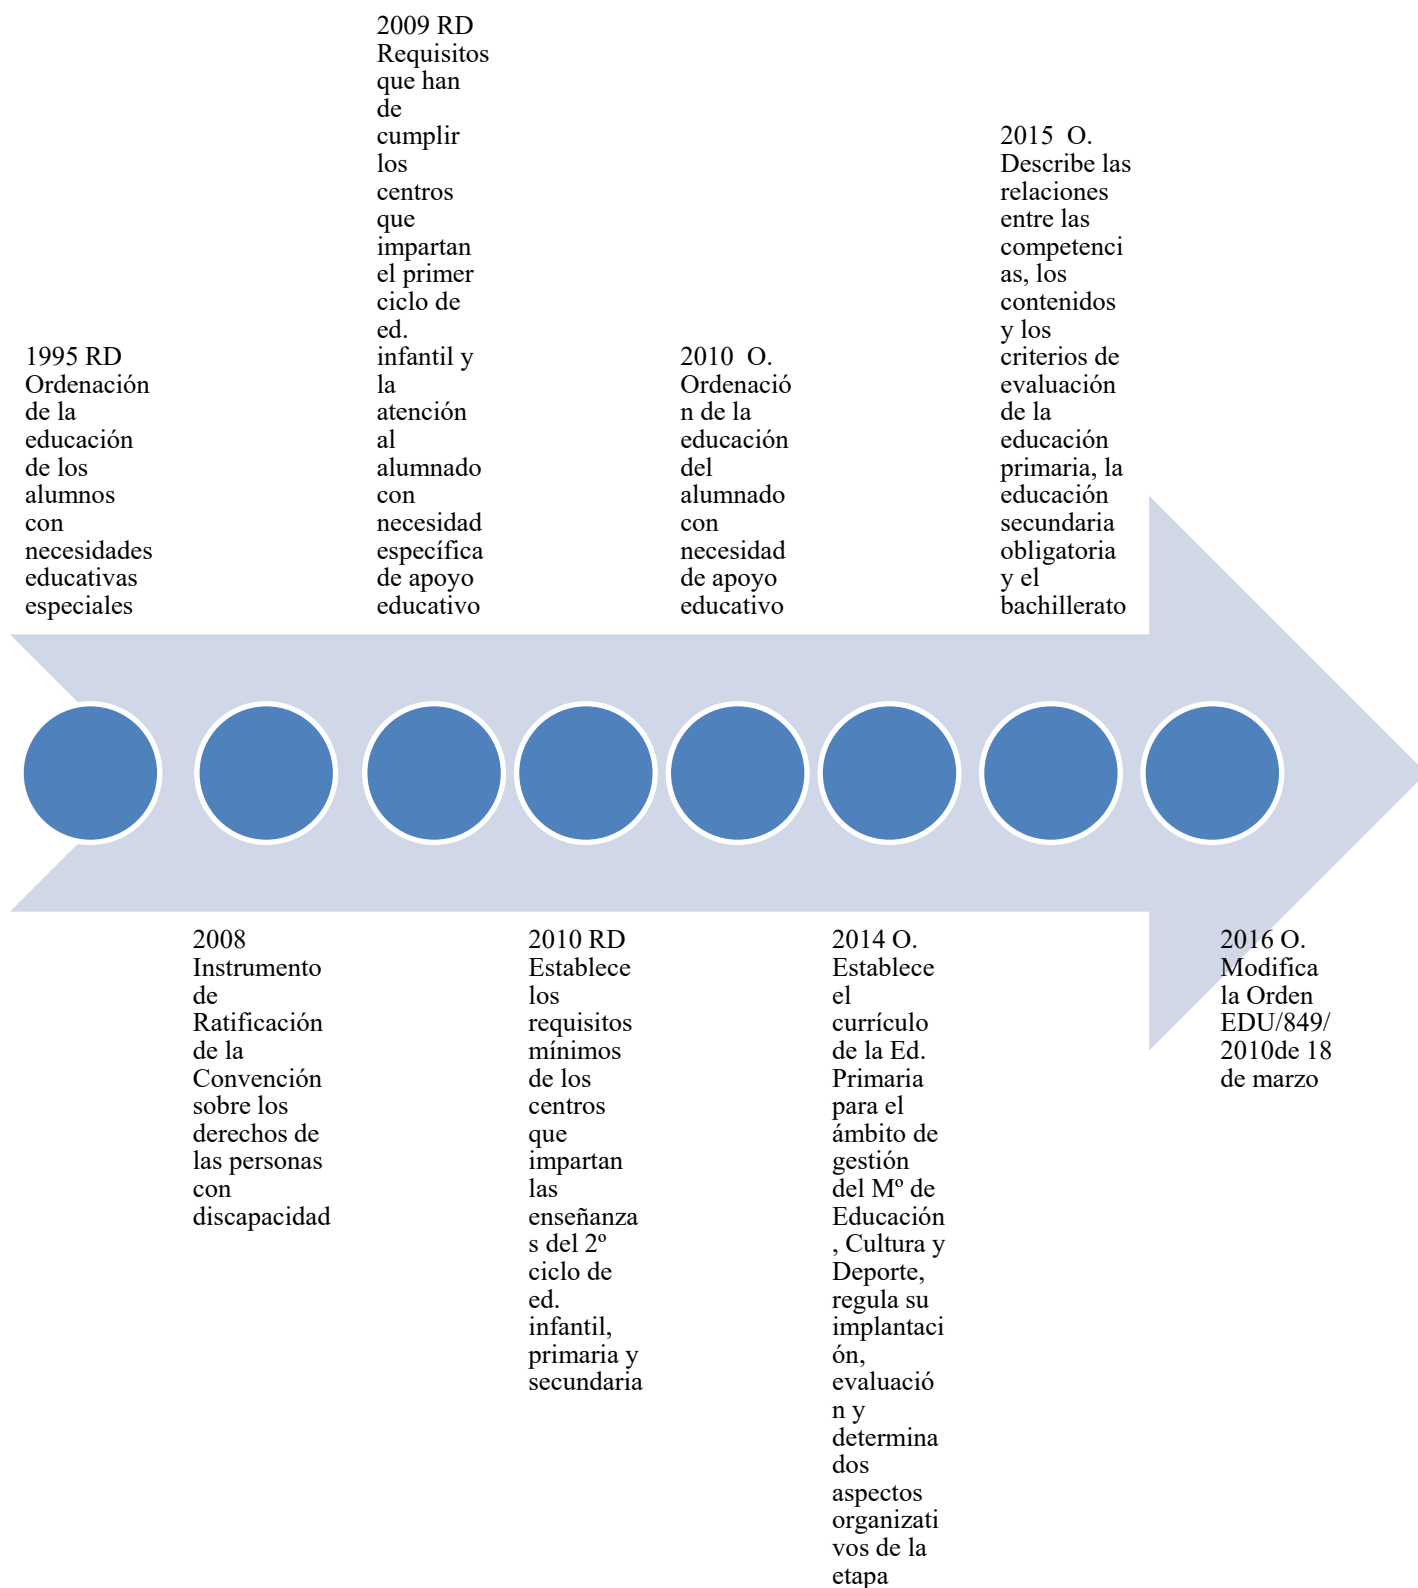 1995 RD
Ordenación
de la
educación
de los
alumnos
con
necesidades
educativas
especiales
2008
Instrumento
de
Ratificación
de la
Convención
sobre los
derechos de
las personas
con
discapacidad
2009 RD
Requisitos
que han
de
cumplir
los
centros
que
impartan
el primer
ciclo de
ed.
infantil y
la
atención
al
alumnado
con
necesidad
específica
de apoyo
educativo
2010 RD
Establece
los
requisitos
mínimos
de los
centros
que
impartan
las
enseñanza
s del 2º
ciclo de
ed.
infantil,
primaria y
secundaria
2010  O.
Ordenació
n de la
educación
del
alumnado
con
necesidad
de apoyo
educativo
2014 O.
Establece
el
currículo
de la Ed.
Primaria
para el
ámbito de
gestión
del Mº de
Educación
, Cultura y
Deporte,
regula su
implantaci
ón,
evaluació
n y
determina
dos
aspectos
organizati
vos de la
etapa
2015  O.
Describe las
relaciones
entre las
competenci
as, los
contenidos
y los
criterios de
evaluación
de la
educación
primaria, la
educación
secundaria
obligatoria
y el
bachillerato
2016 O.
Modifica
la Orden
EDU/849/
2010de 18
de marzo